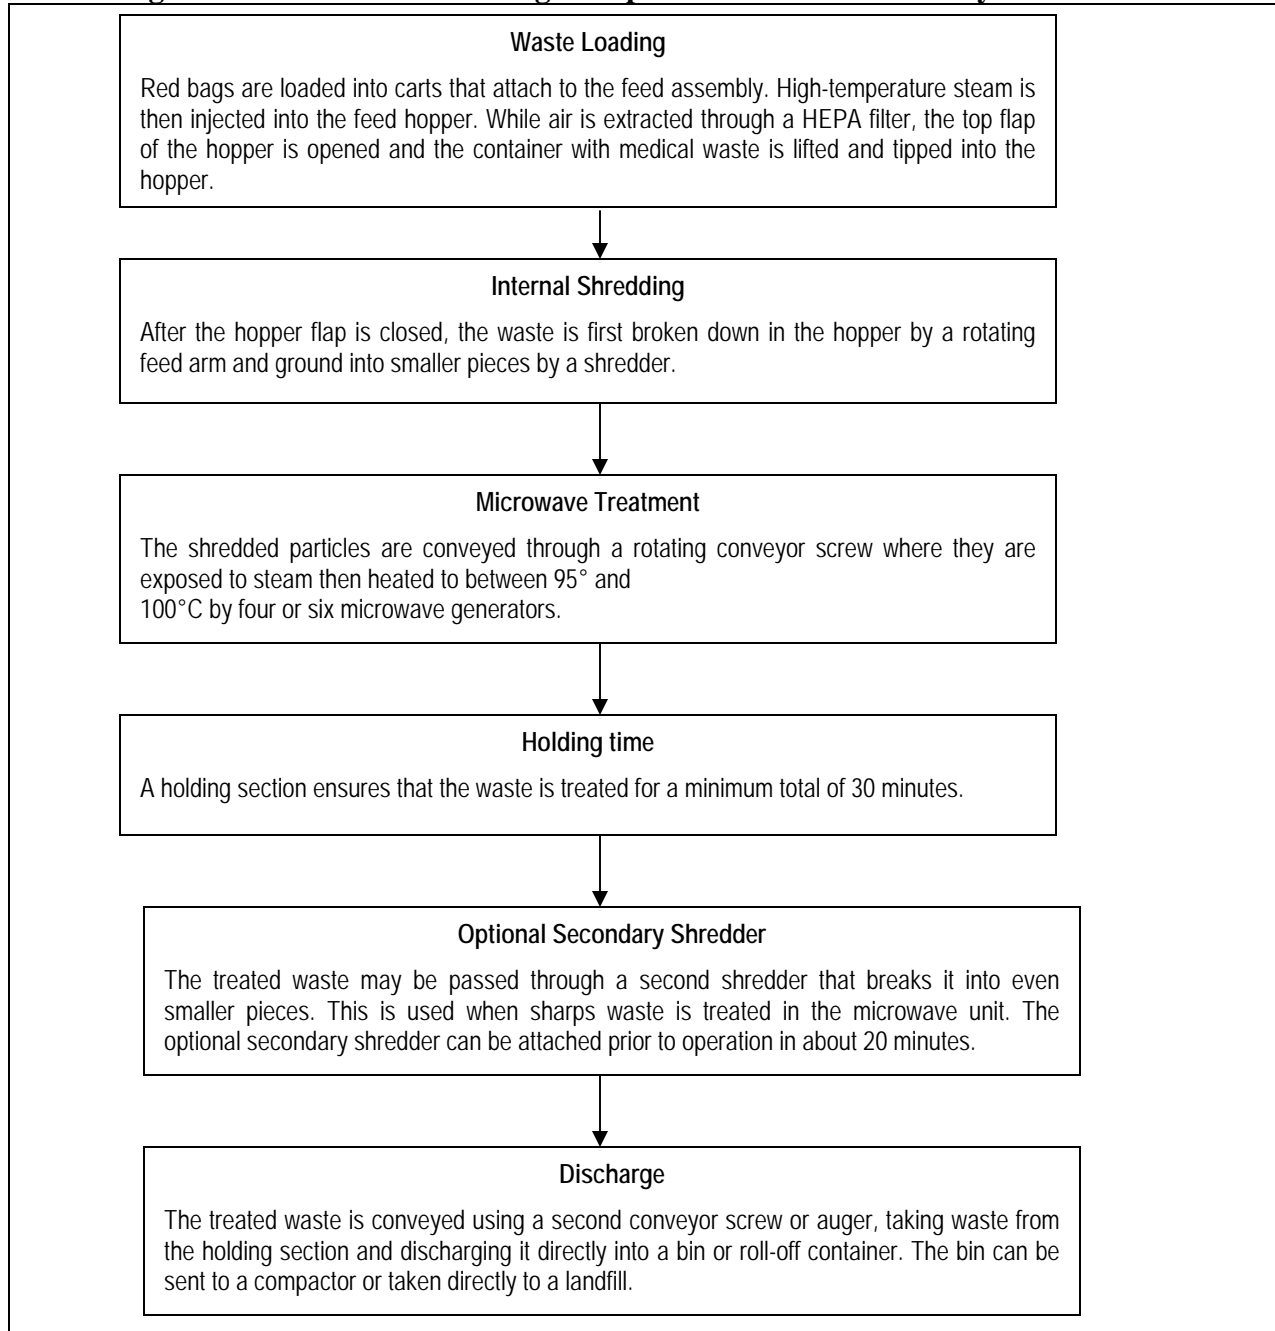 Waste Loading
Red bags are loaded into carts that attach to the feed assembly. High-temperature steam is
then injected into the feed hopper. While air is extracted through a HEPA filter, the top flap
of the hopper is opened and the container with medical waste is lifted and tipped into the
hopper.
Internal Shredding
After the hopper flap is closed, the waste is first broken down in the hopper by a rotating
feed arm and ground into smaller pieces by a shredder.
Microwave Treatment
The shredded particles are conveyed through a rotating conveyor screw where they are
exposed to steam then heated to between 95° and
100°C by four or six microwave generators.
Holding time
A holding section ensures that the waste is treated for a minimum total of 30 minutes.
Optional Secondary Shredder
The treated waste may be passed through a second shredder that breaks it into even
smaller pieces. This is used when sharps waste is treated in the microwave unit. The
optional secondary shredder can be attached prior to operation in about 20 minutes.
Discharge
The treated waste is conveyed using a second conveyor screw or auger, taking waste from
the holding section and discharging it directly into a bin or roll-off container. The bin can be
sent to a compactor or taken directly to a landfill.